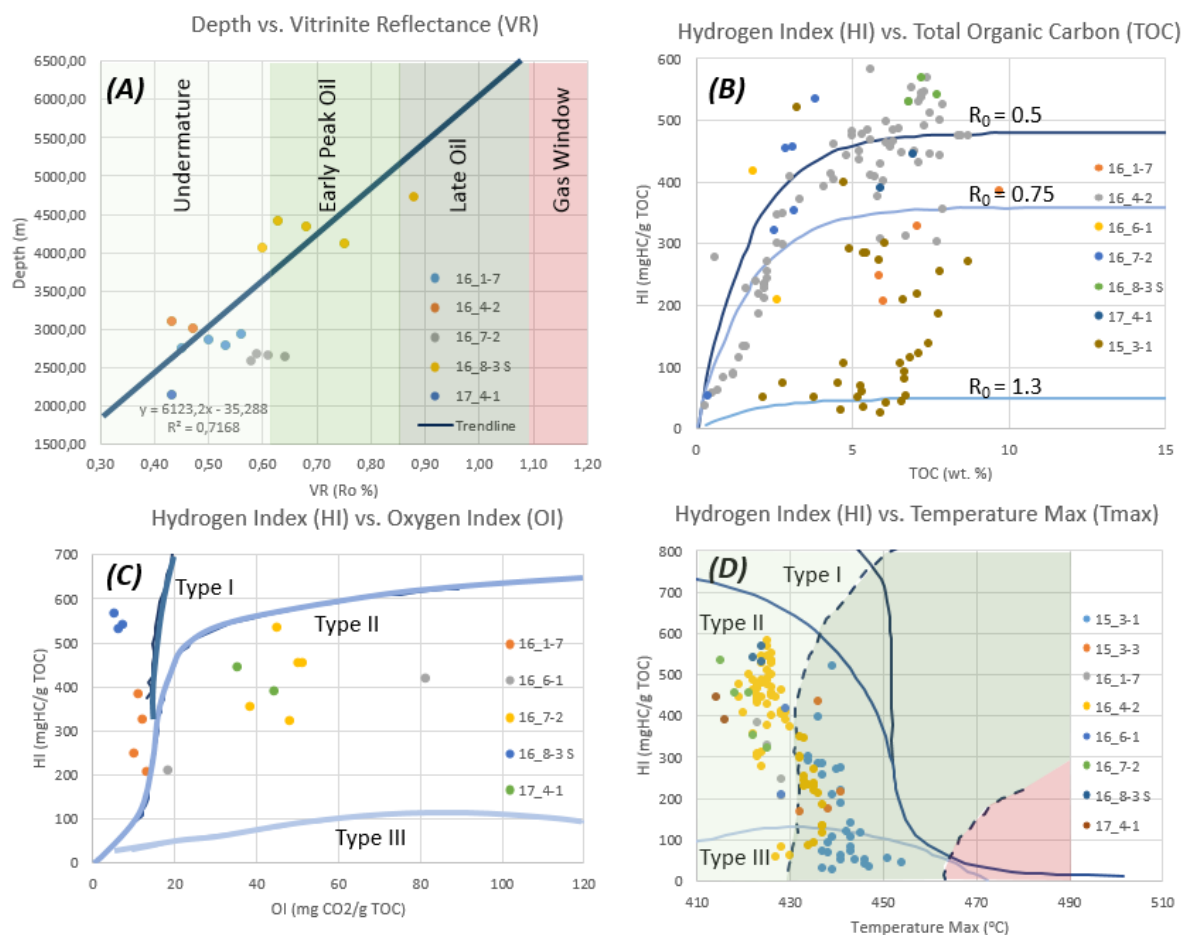 Depth vs. Vitrinite Reflectance (VR)
(A)
6500,00
6000,00
5500,00
5000,00
4500,00
4000,00
3500,00
3000,00
2500,00
2000,00
1500,00
Depth (m)
Undermature
Early Peak Oil
Late Oil
Gas Window
16_1-7
16_4-2
16_7-2
16_8-3 S
17_4-1
Trendline
y = 6123,2x - 35,288
R² = 0,7168
0,30 0,40 0,50 0,60 0,70 0,80 0,90 1,00 1,10 1,20
VR (Ro %)
Hydrogen Index (HI) vs. Total Organic Carbon (TOC)
(B)
600
500
400
300
200
100
0
HI (mgHC/g TOC)
R₀ = 0.5
R₀ = 0.75
R₀ = 1.3
16_1-7
16_4-2
16_6-1
16_7-2
16_8-3 S
17_4-1
15_3-1
0 5 10 15
TOC (wt. %)
Hydrogen Index (HI) vs. Oxygen Index (OI)
(C)
700
600
500
400
300
200
100
0
HI (mgHC/g TOC)
Type I
Type II
Type III
16_1-7
16_6-1
16_7-2
16_8-3 S
17_4-1
0 20 40 60 80 100 120
OI (mg CO2/g TOC)
Hydrogen Index (HI) vs. Temperature Max (Tmax)
(D)
800
700
600
500
400
300
200
100
0
HI (mgHC/g TOC)
Type I
Type II
Type III
15_3-1
15_3-3
16_1-7
16_4-2
16_6-1
16_7-2
16_8-3 S
17_4-1
410 430 450 470 490 510
Temperature Max (ºC)